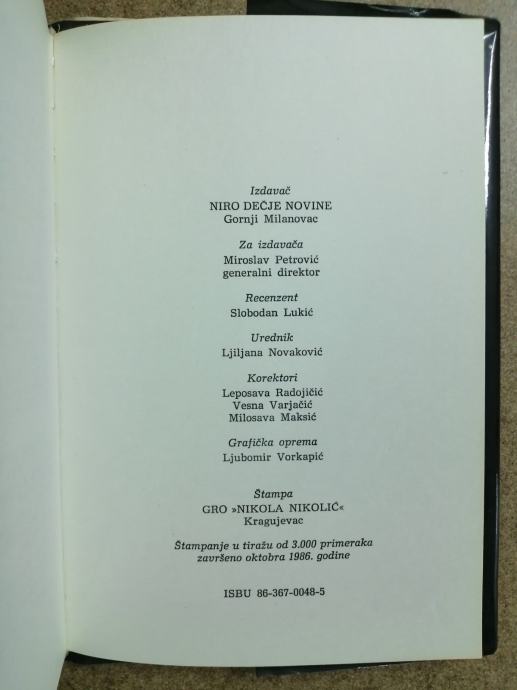 Izdavač
NIRO DEČJE NOVINE
Gornji Milanovac
Za izdavača
Miroslav Petrović
generalni direktor
Recenzent
Slobodan Lukić
Urednik
Ljiljana Novaković
Korektori
Leposava Radojičić
Vesna Varjačić
Milosava Maksić
Grafička oprema
Ljubomir Vorkapić
Štampa
GRO »NIKOLA NIKOLIĆ«
Kragujevac
Štampanje u tiražu od 3.000 primeraka
završeno oktobra 1986. godine
ISBU 86-367-0048-5